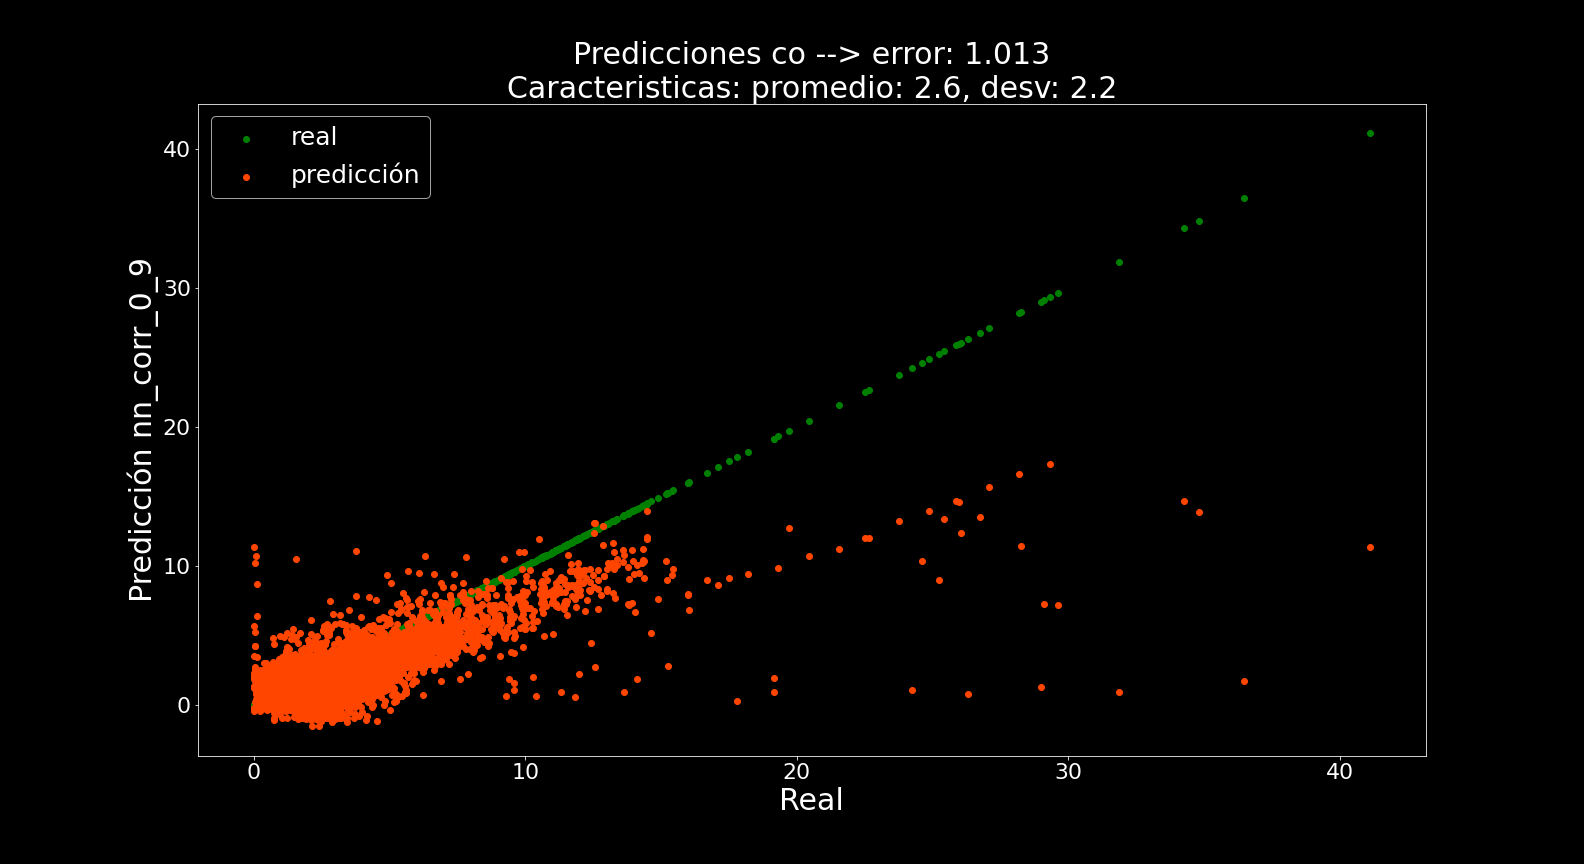 Predicciones co --> error: 1.013
Caracteristicas: promedio: 2.6, desv: 2.2
real
predicción
Predicción nn_corr_0_9
40
30
20
10
0
0
10
20
30
40
Real